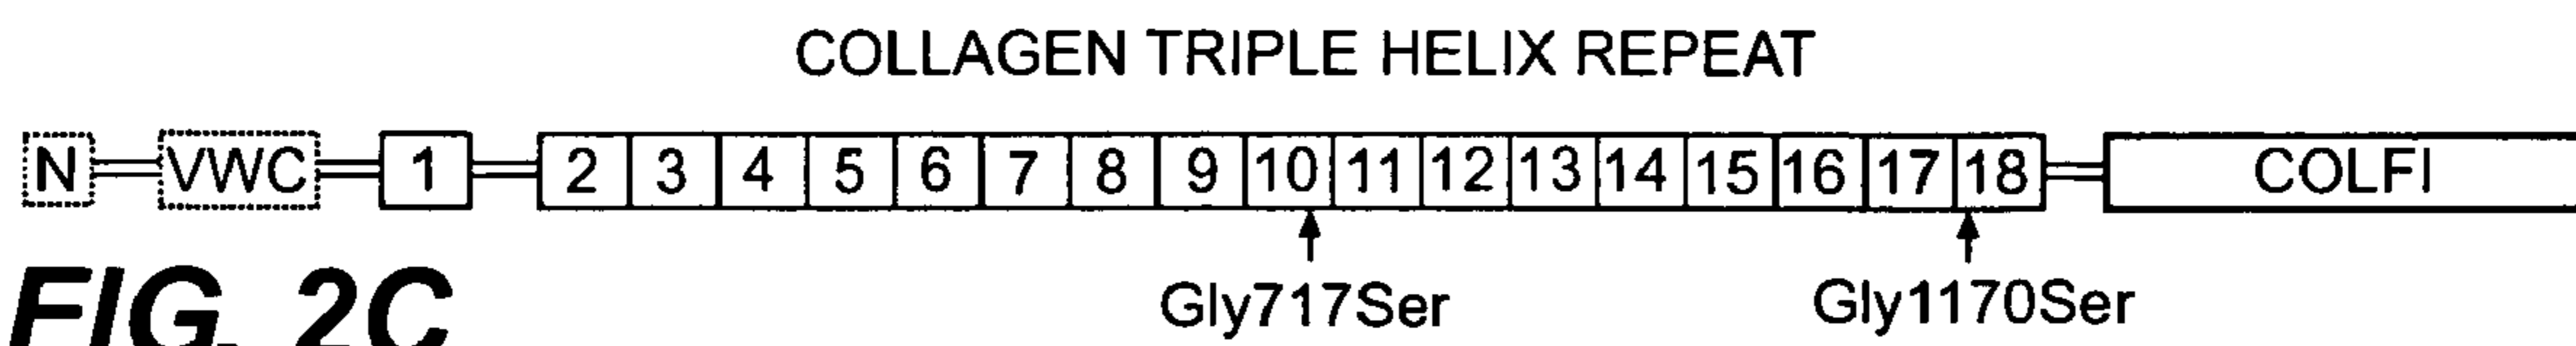 COLLAGEN TRIPLE HELIX REPEAT
N VWC 1 2 3 4 5 6 7 8 9 10 11 12 13 14 15 16 17 18 COLFI
Gly717Ser Gly1170Ser
FIG. 2C